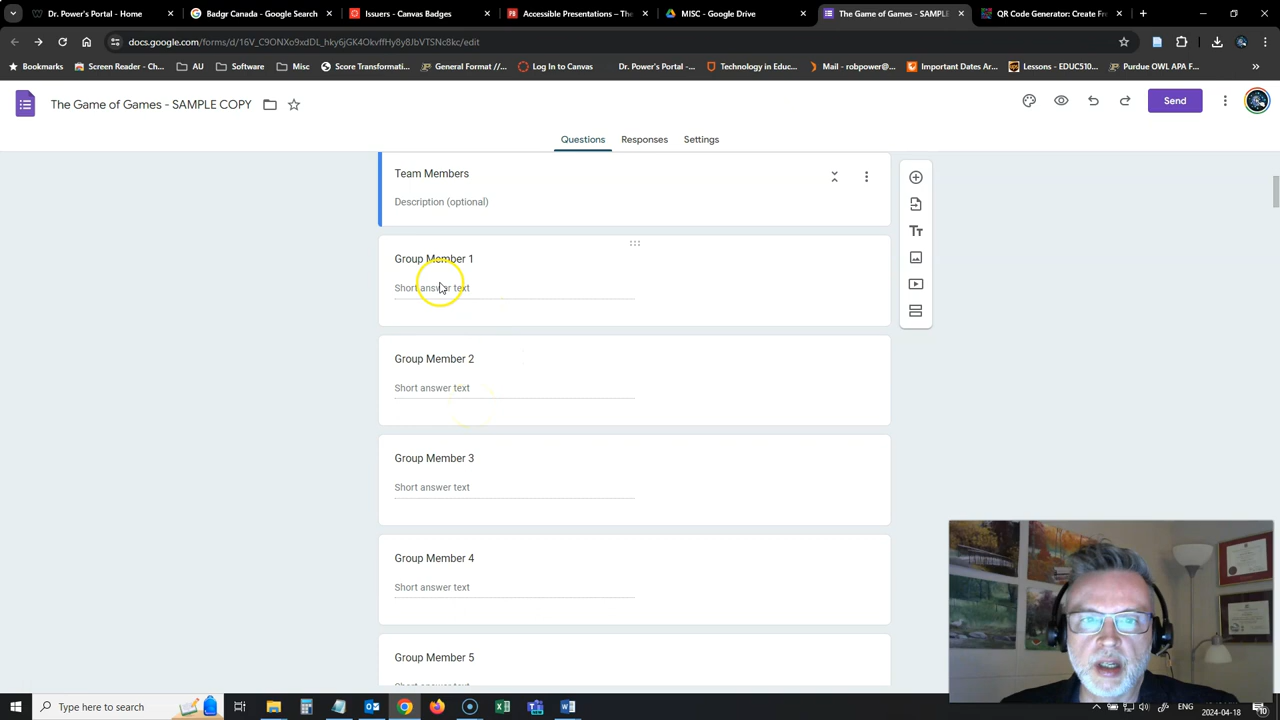 Dr. Power's Portal - Home
Badgr Canada - Google Search
Issuers - Canvas Badges
Accessible Presentations – The
MISC - Google Drive
The Game of Games - SAMPLE
QR Code Generator: Create Fr
docs.google.com/forms/d/16V_C9ONXo9xdDL_hky6jGK4OkvffHy8y8JbVTSNc8kc/edit
Bookmarks
Screen Reader - Ch...
AU
Software
Misc
Score Transformatio...
General Format //...
Log In to Canvas
Dr. Power's Portal -...
Technology in Educ...
Mail - robpower@...
Important Dates Ar...
Lessons - EDUC510...
Purdue OWL APA F...
The Game of Games - SAMPLE COPY
Send
Questions
Responses
Settings
Team Members
Description (optional)
Group Member 1
Short answer text
Group Member 2
Short answer text
Group Member 3
Short answer text
Group Member 4
Short answer text
Group Member 5
Short answer text
Type here to search
ENG
2024-04-18